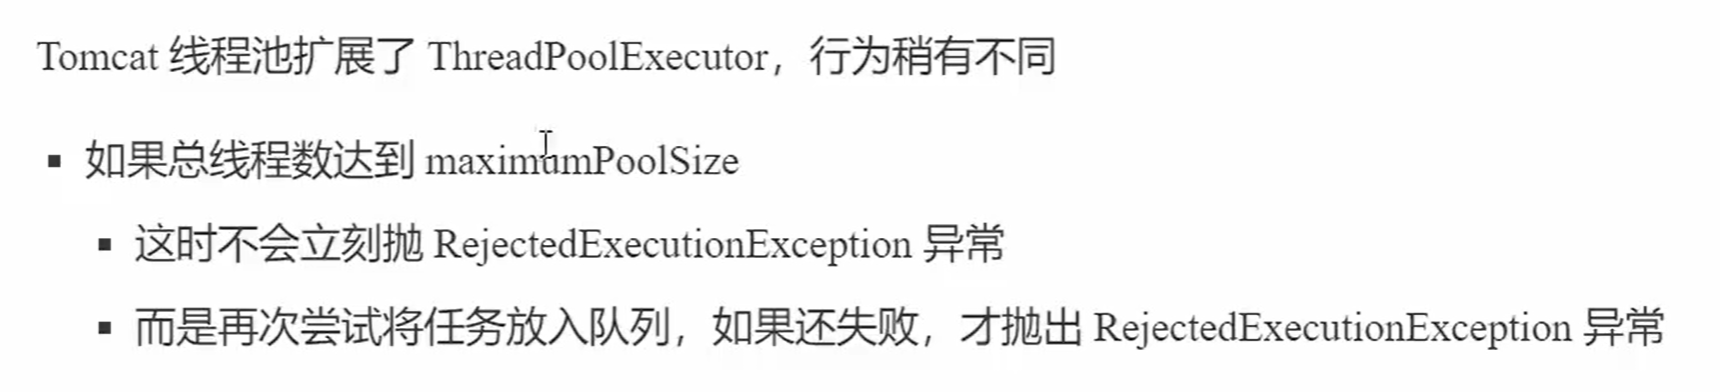 Tomcat 线程池扩展了 ThreadPoolExecutor，行为稍有不同
▪ 如果总线程数达到 maximumPoolSize
▪ 这时不会立刻抛 RejectedExecutionException 异常
▪ 而是再次尝试将任务放入队列，如果还失败，才抛出 RejectedExecutionException 异常